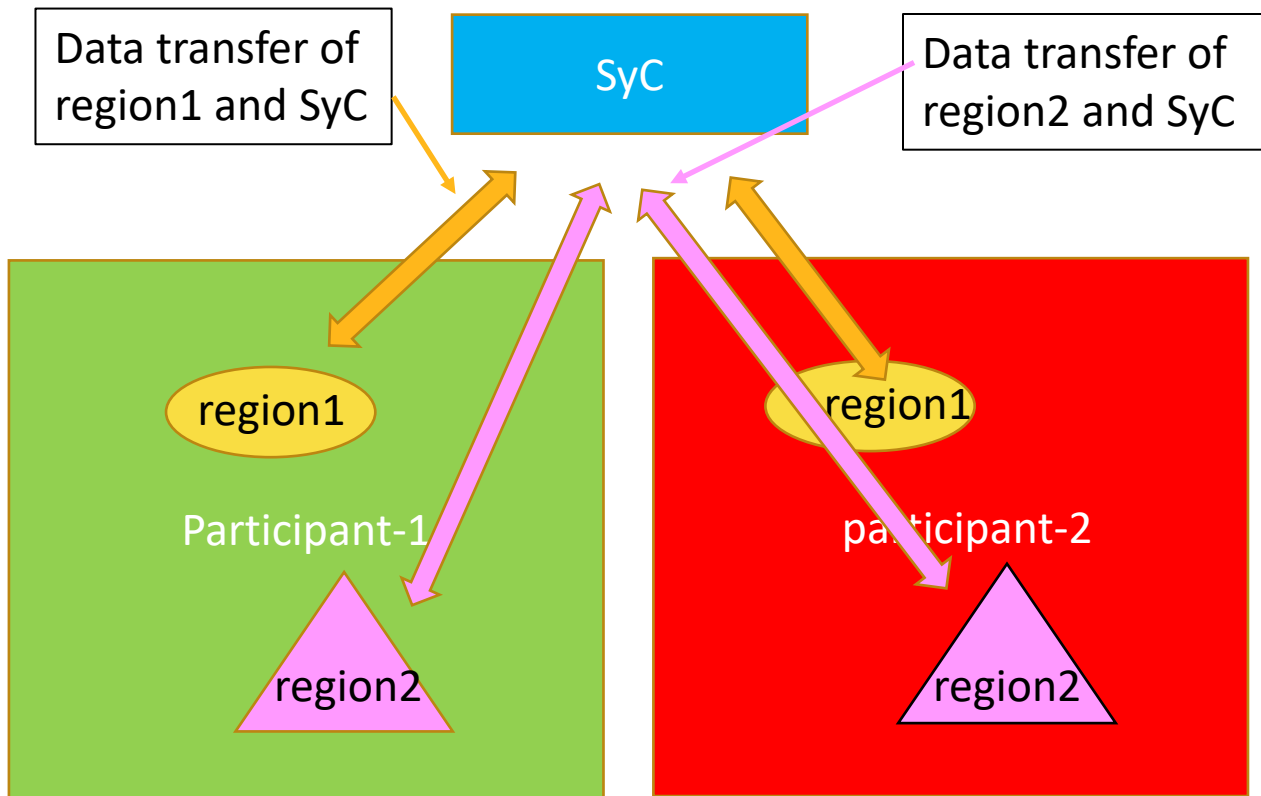 Data transfer of
region1 and SyC
SyC
Data transfer of
region2 and SyC
region1
region1
Participant-1
participant-2
region2
region2